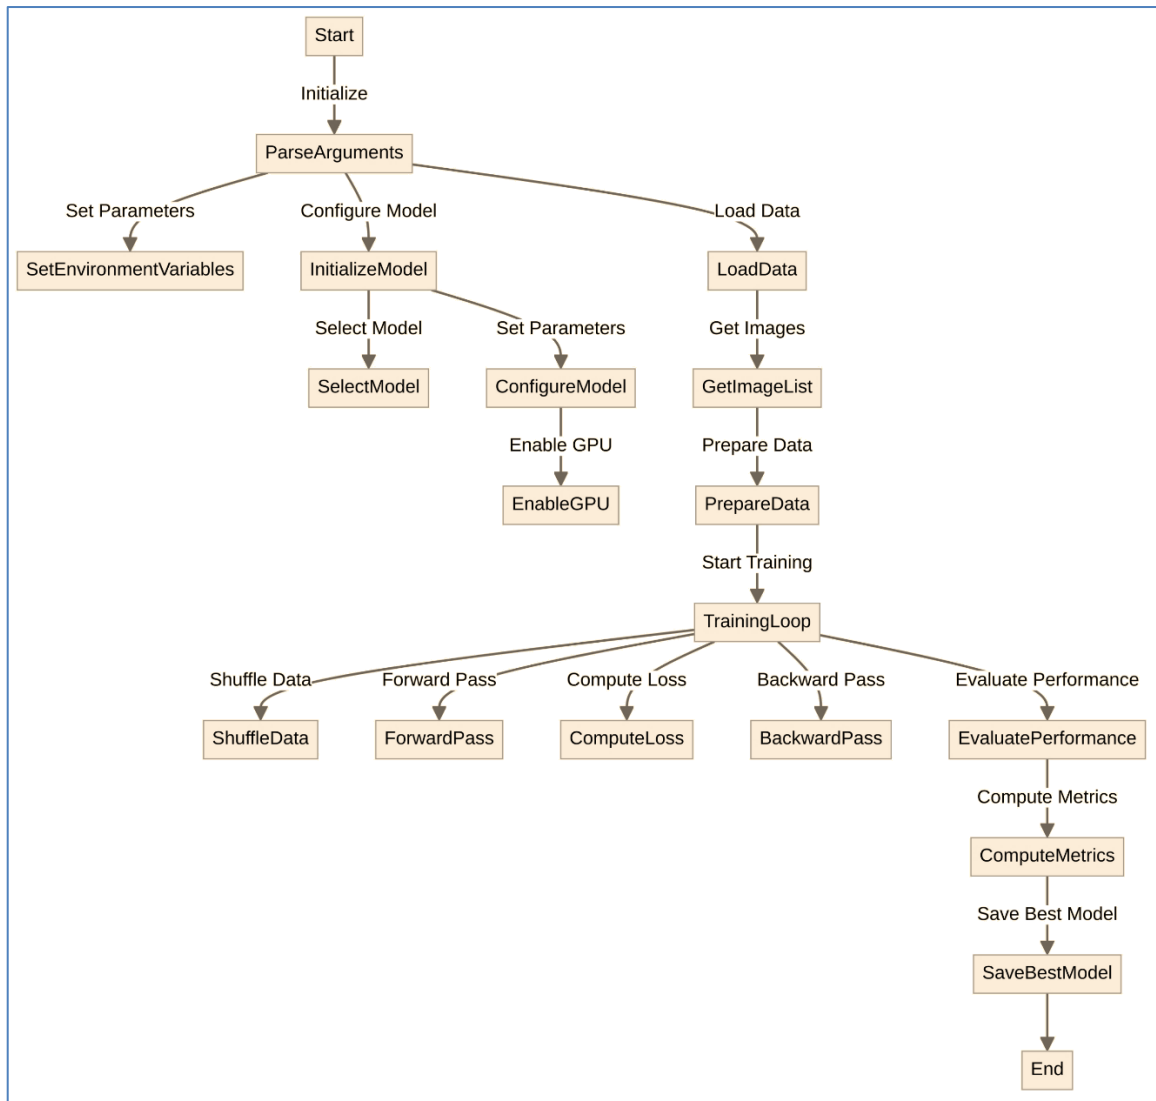 Start
Initialize
ParseArguments
Set Parameters
Configure Model
Load Data
SetEnvironmentVariables
InitializeModel
LoadData
Select Model
Set Parameters
Get Images
SelectModel
ConfigureModel
GetImageList
Enable GPU
Prepare Data
EnableGPU
PrepareData
Start Training
TrainingLoop
Shuffle Data
Forward Pass
Compute Loss
Backward Pass
Evaluate Performance
ShuffleData
ForwardPass
ComputeLoss
BackwardPass
EvaluatePerformance
Compute Metrics
ComputeMetrics
Save Best Model
SaveBestModel
End